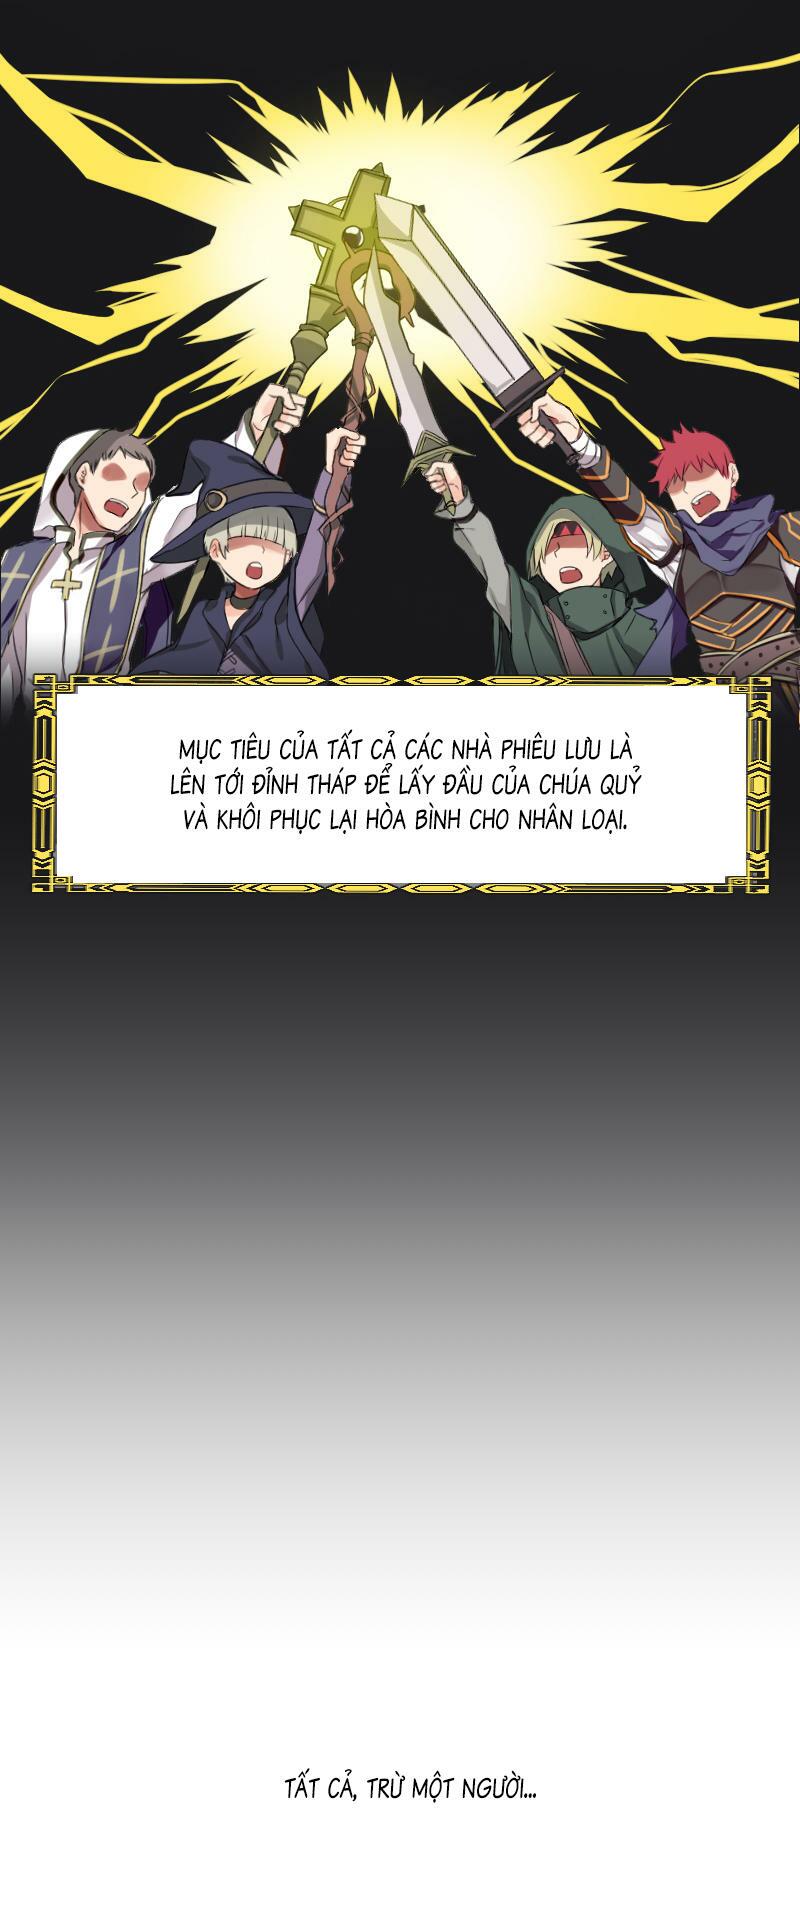 MỤC TIÊU CỦA TẤT CẢ CÁC NHÀ PHIÊU LƯU LÀ
LÊN TỚI ĐỈNH THÁP ĐỂ LẤY ĐẦU CỦA CHÚA QUỶ
VÀ KHÔI PHỤC LẠI HÒA BÌNH CHO NHÂN LOẠI.
TẤT CẢ, TRỪ MỘT NGƯỜI...